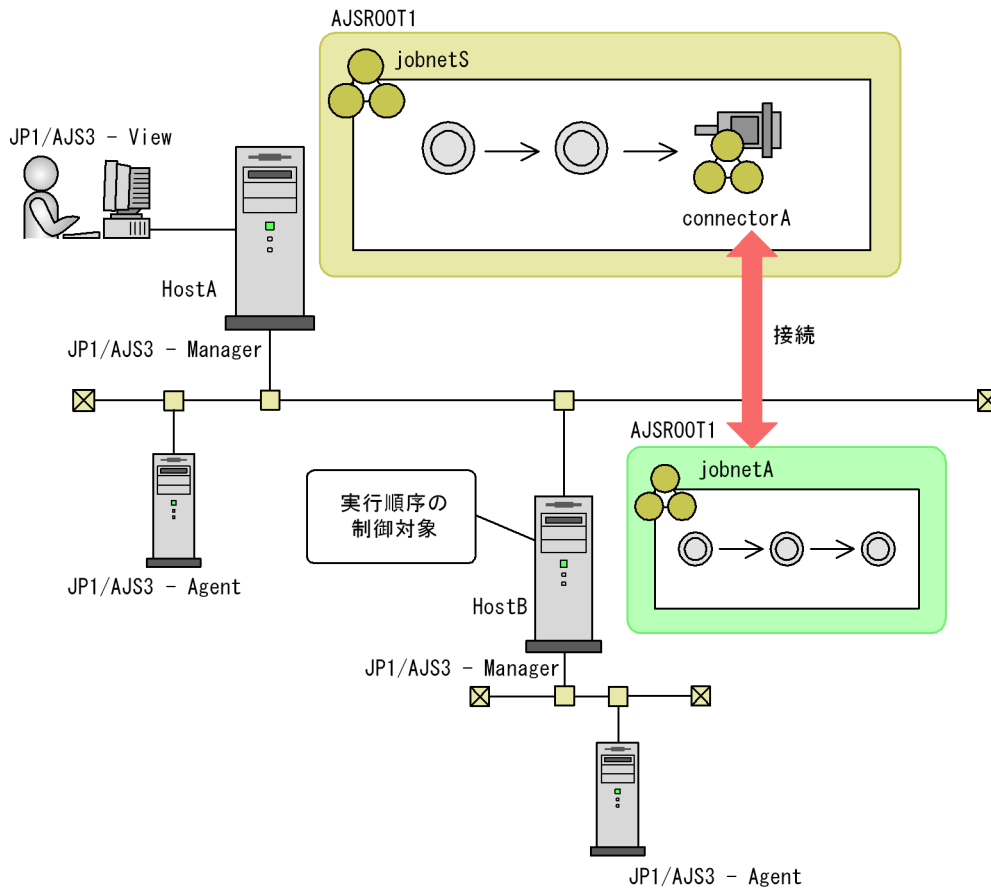 AJSROOT1
jobnetS
JP1/AJS3 - View
connectorA
HostA
接続
JP1/AJS3 - Manager
AJSROOT1
jobnetA
実行順序の
制御対象
JP1/AJS3 - Agent
HostB
JP1/AJS3 - Manager
JP1/AJS3 - Agent